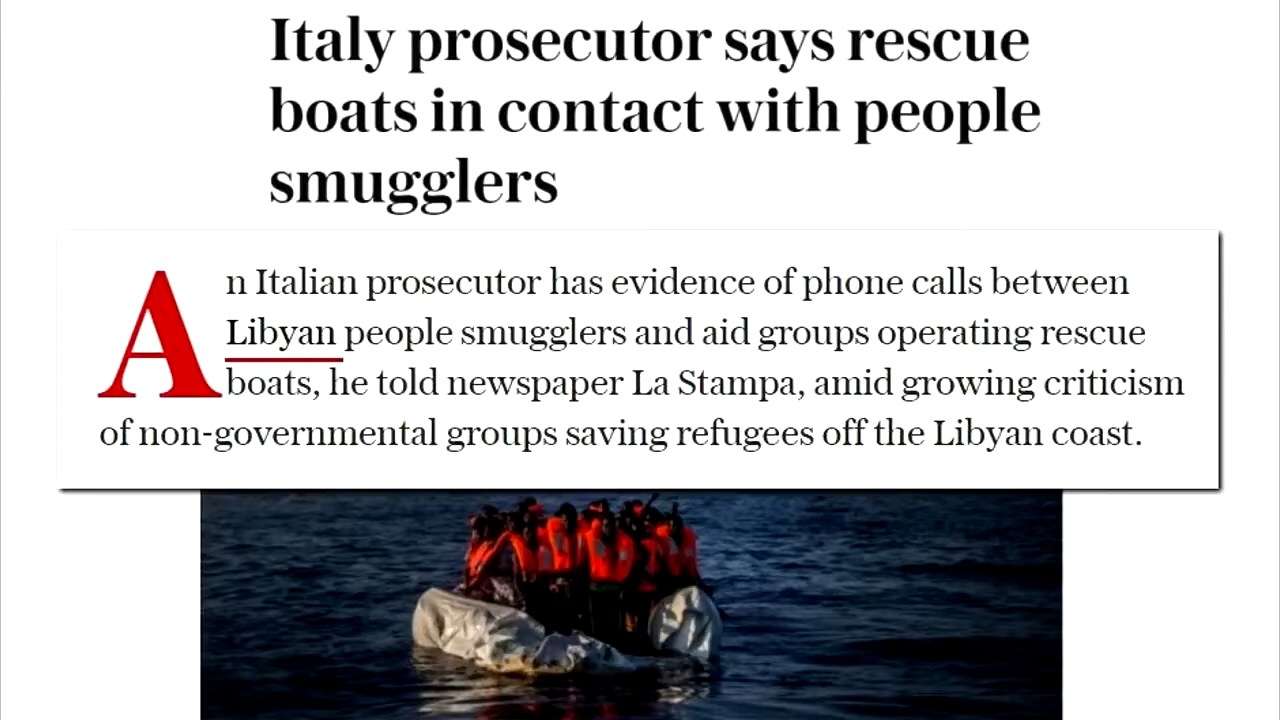 Italy prosecutor says rescue
boats in contact with people
smugglers
An Italian prosecutor has evidence of phone calls between
Libyan people smugglers and aid groups operating rescue
boats, he told newspaper La Stampa, amid growing criticism
of non-governmental groups saving refugees off the Libyan coast.